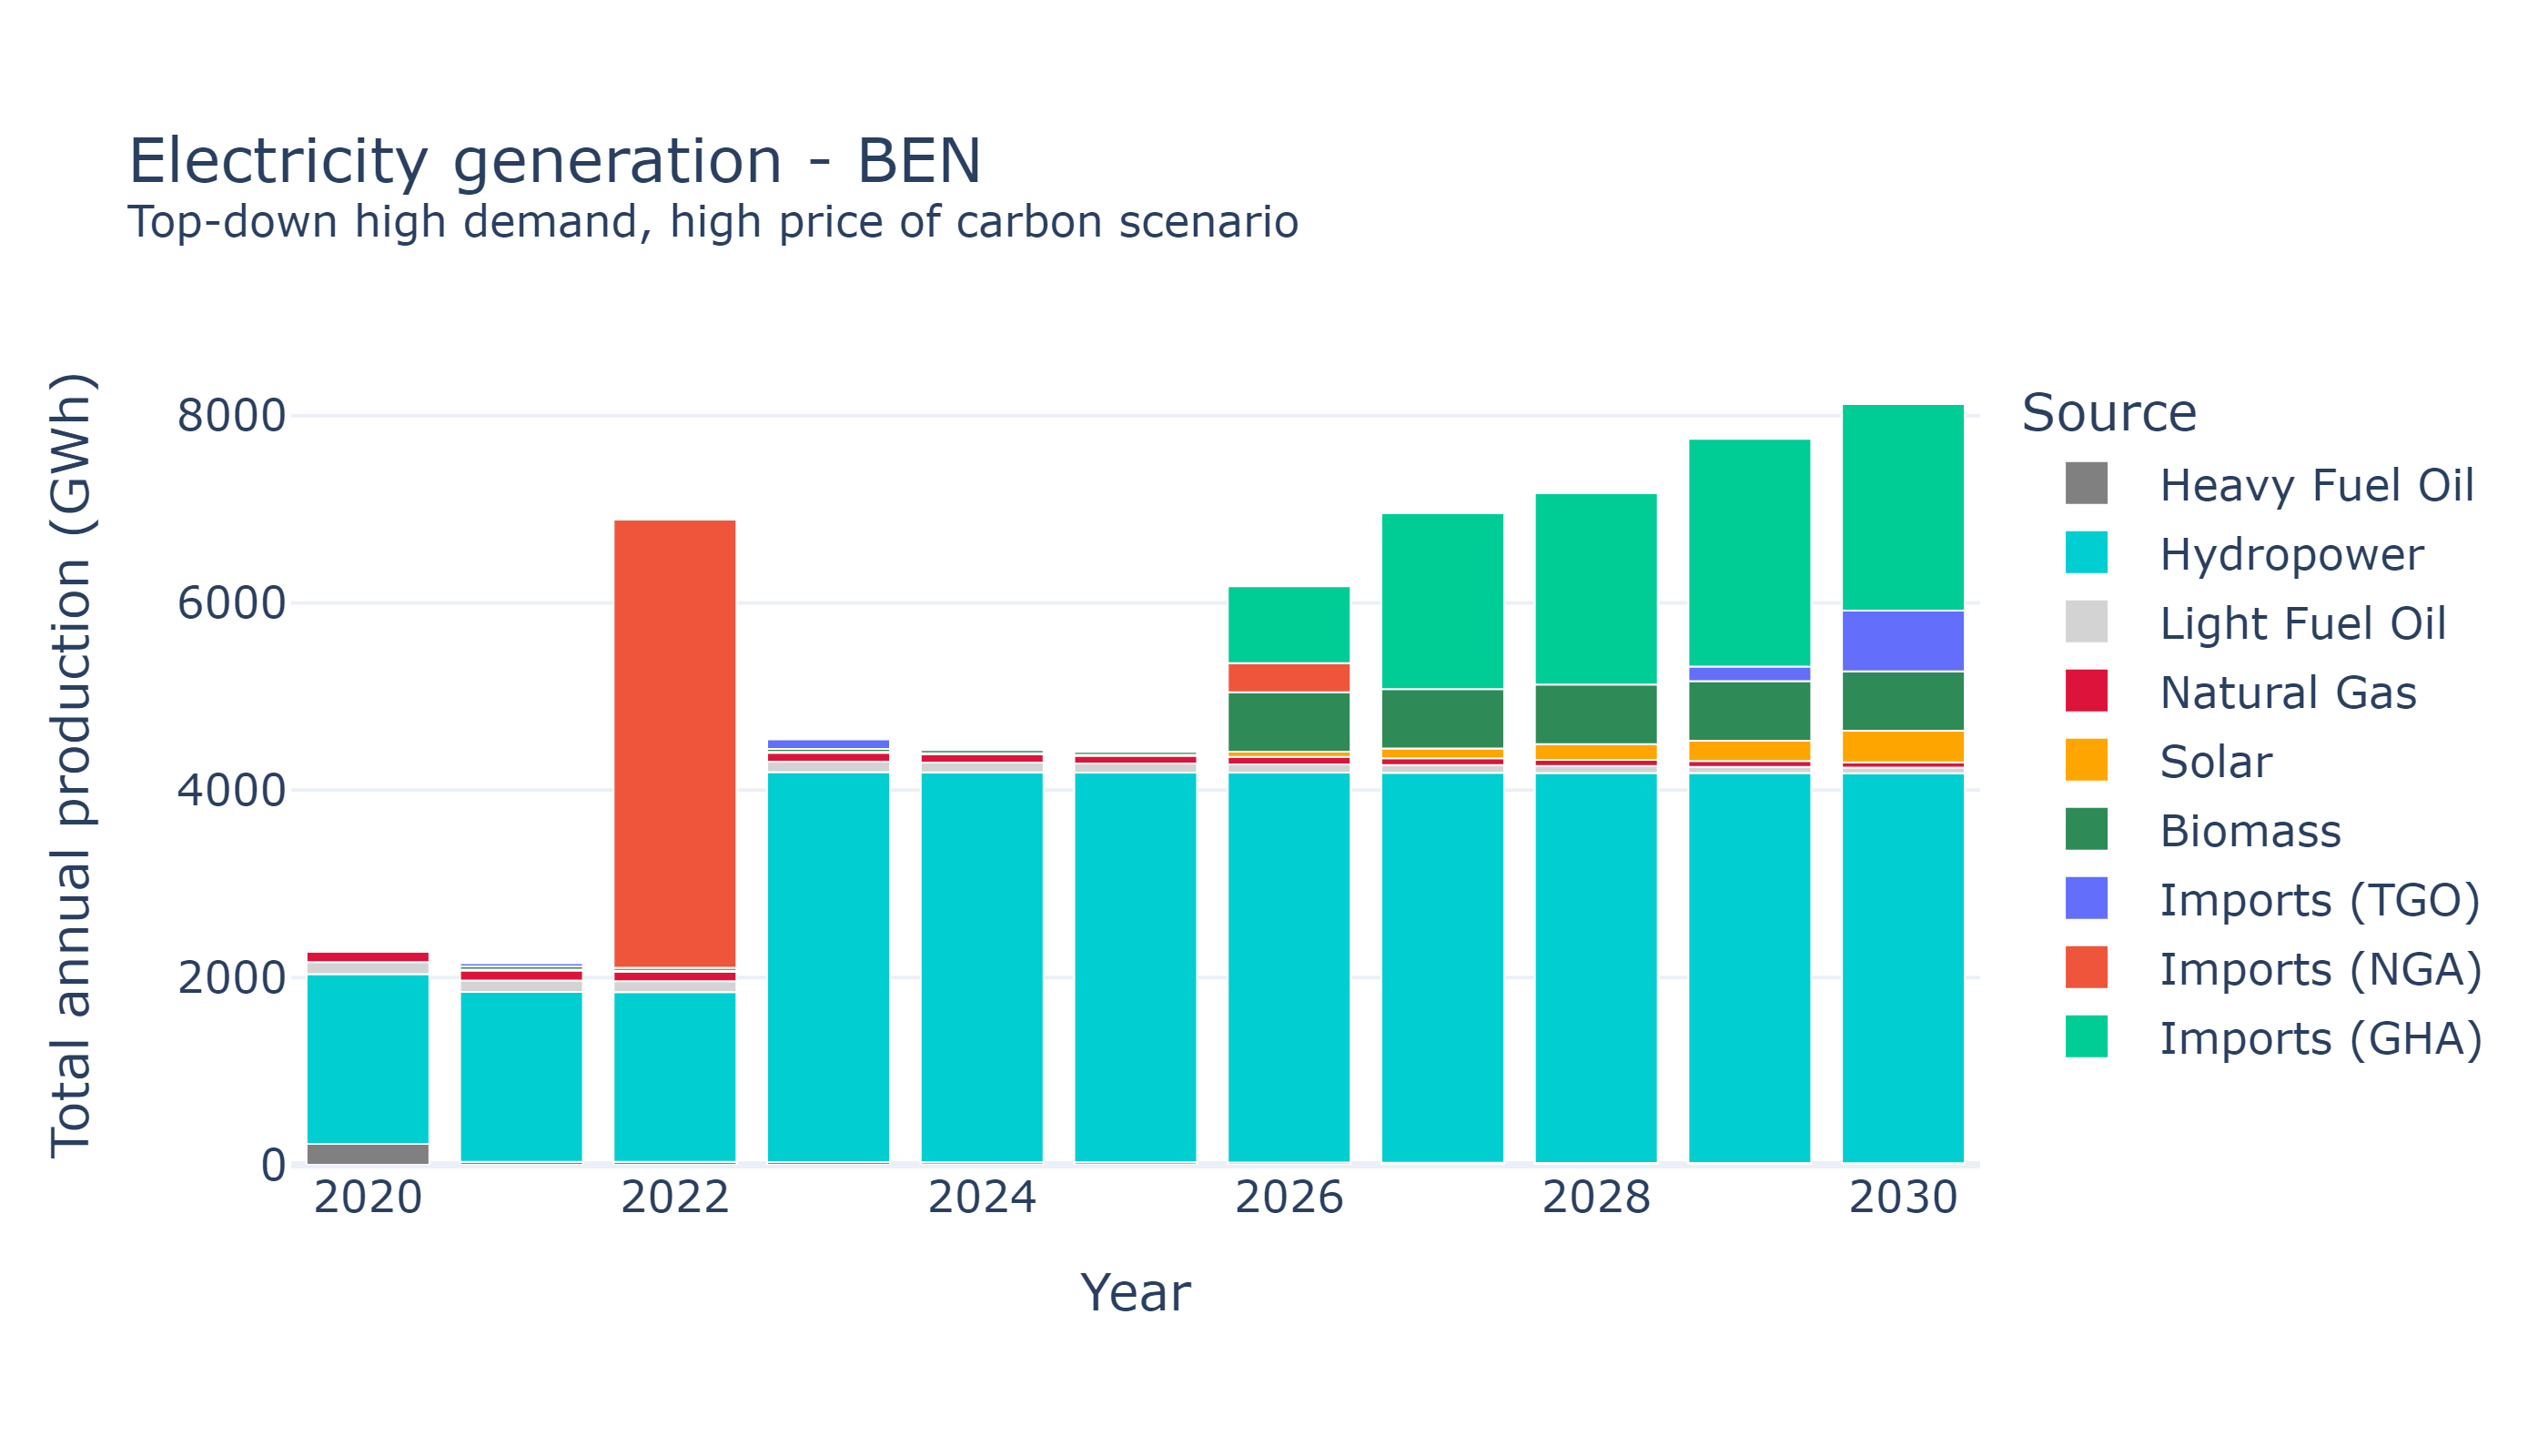 Electricity generation - BEN
Top-down high demand, high price of carbon scenario
Total annual production (GWh)
8000
6000
4000
2000
0
2020
2022
2024
2026
2028
2030
Year
Source
Heavy Fuel Oil
Hydropower
Light Fuel Oil
Natural Gas
Solar
Biomass
Imports (TGO)
Imports (NGA)
Imports (GHA)